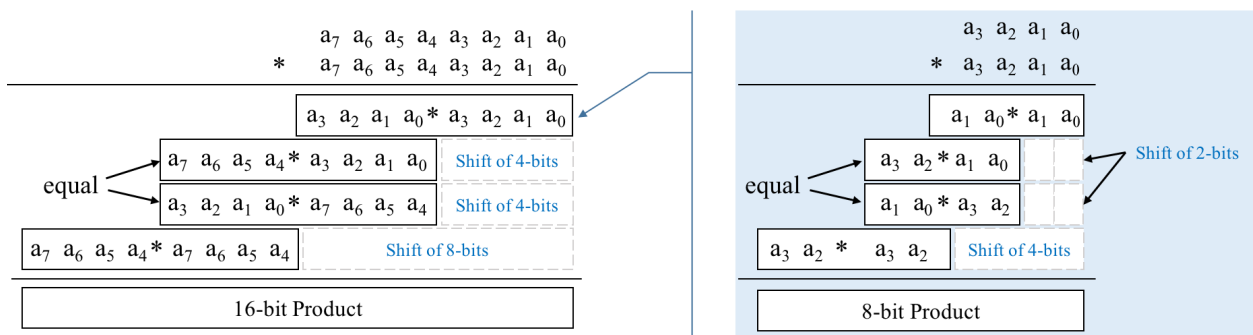 a₇ a₆ a₅ a₄ a₃ a₂ a₁ a₀
* a₇ a₆ a₅ a₄ a₃ a₂ a₁ a₀
a₃ a₂ a₁ a₀ * a₃ a₂ a₁ a₀
equal
a₇ a₆ a₅ a₄ * a₃ a₂ a₁ a₀ Shift of 4-bits
a₃ a₂ a₁ a₀ * a₇ a₆ a₅ a₄ Shift of 4-bits
a₇ a₆ a₅ a₄ * a₇ a₆ a₅ a₄ Shift of 8-bits
16-bit Product
a₃ a₂ a₁ a₀
* a₃ a₂ a₁ a₀
a₁ a₀ * a₁ a₀
equal
a₃ a₂ * a₁ a₀
Shift of 2-bits
a₁ a₀ * a₃ a₂
a₃ a₂ * a₃ a₂ Shift of 4-bits
8-bit Product